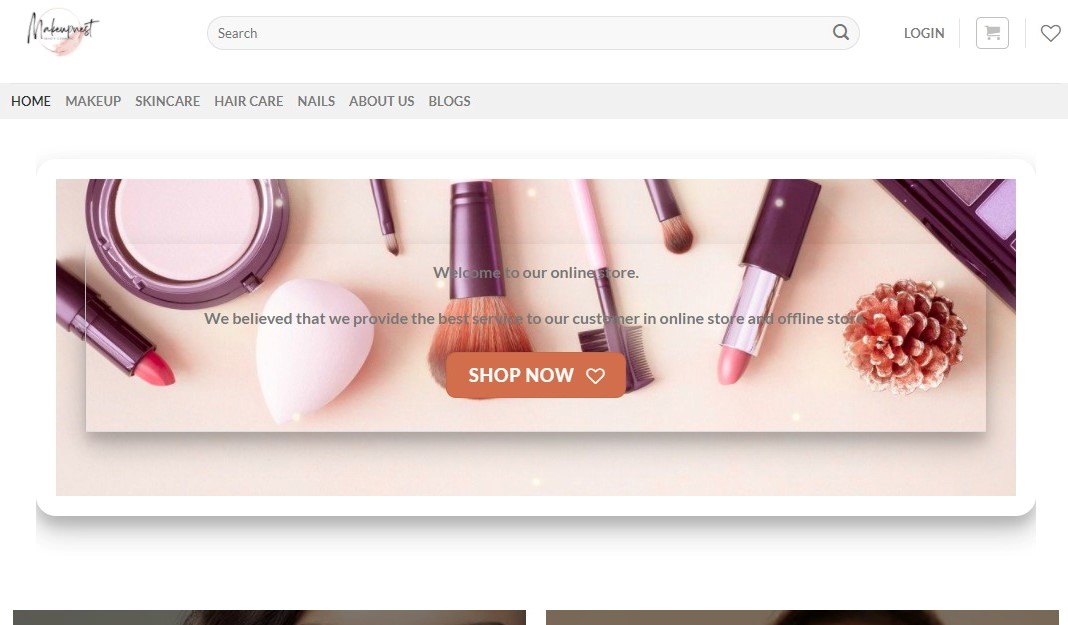 Makeupnest
Search
LOGIN
HOME MAKEUP SKINCARE HAIR CARE NAILS ABOUT US BLOGS
Welcome to our online store.
We believed that we provide the best service to our customer in online store and offline store.
SHOP NOW